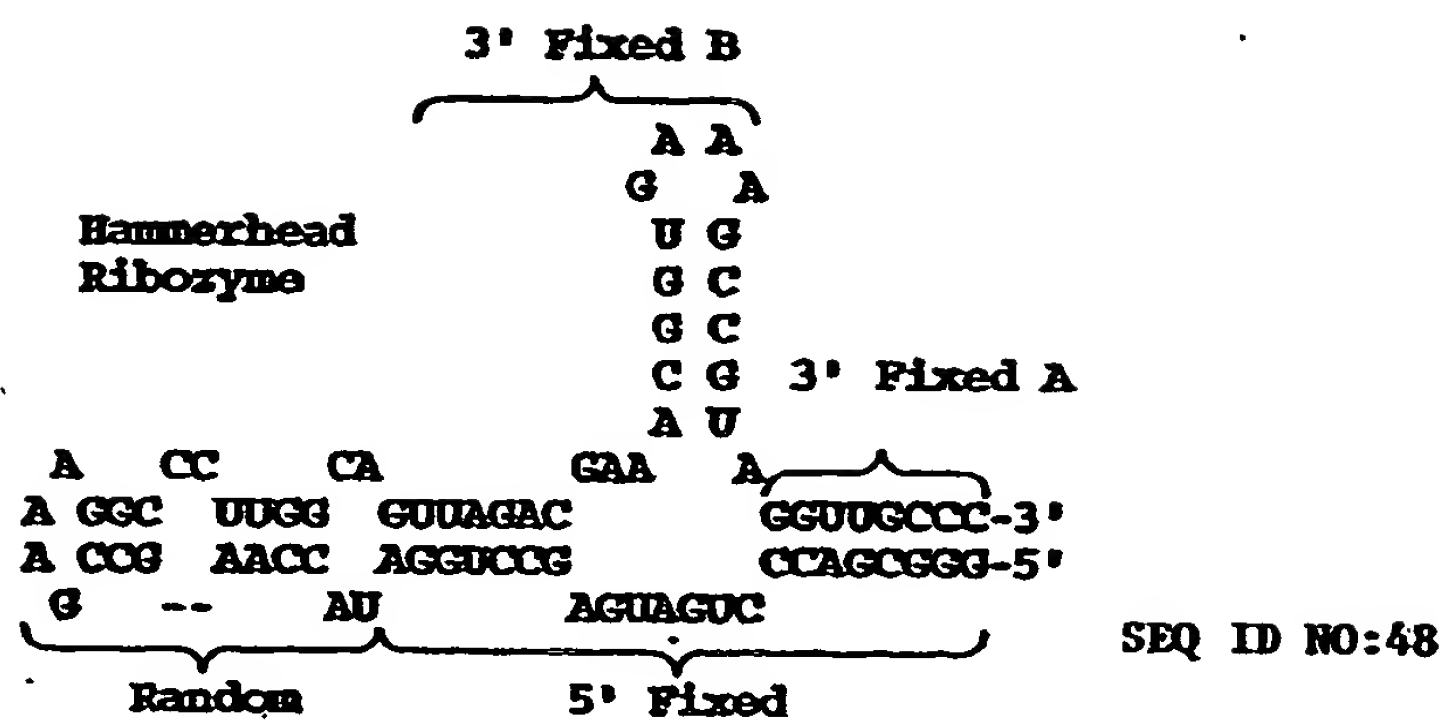 3' Fixed B
A A
G A
Hammerhead U G
Ribozyme G C
G C
C G 3' Fixed A
A U
A CC CA GAA A
A GGC UUGG GUUAGAC GGUUGCCC-3'
A CCG AACC AGGUCCG CCAGCGGG-5'
G -- AU AGUAGUC
SEQ ID NO:48
Random 5' Fixed